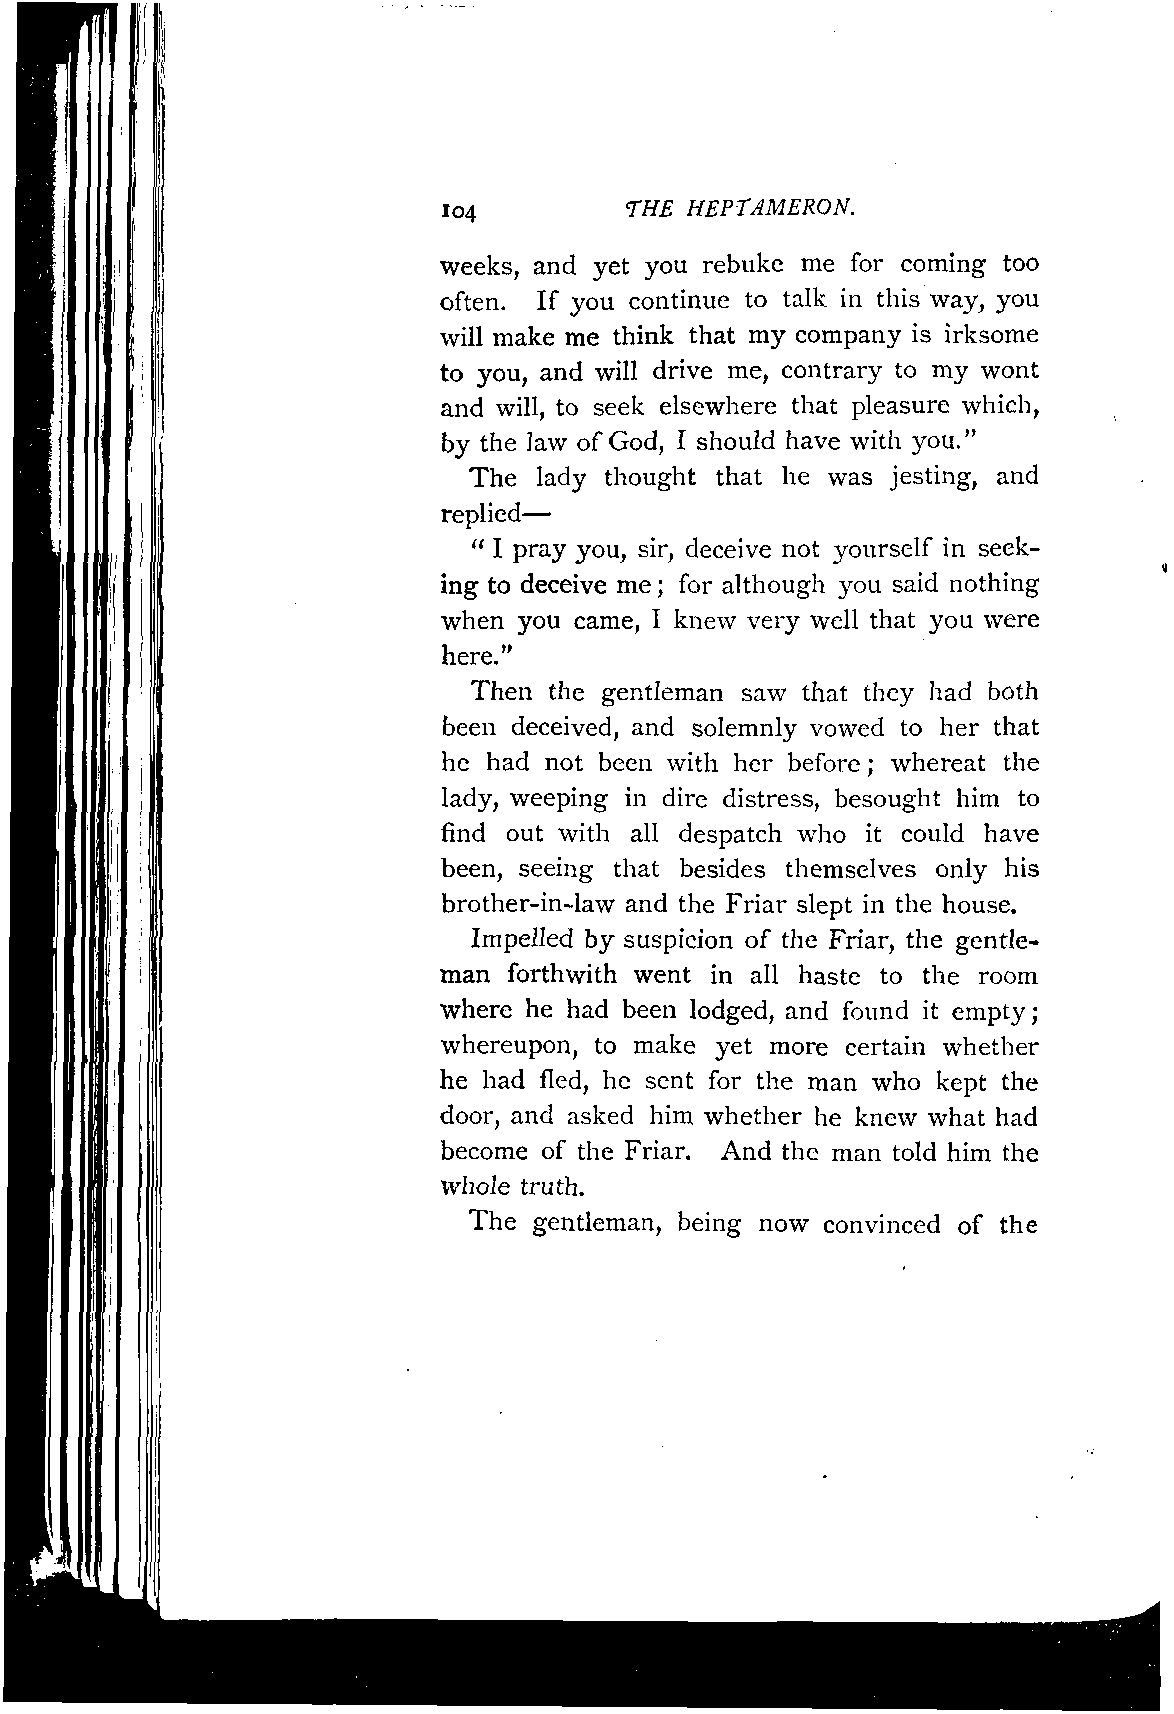 104 THE HEPTAMERON.
weeks, and yet you rebuke me for coming too
often. If you continue to talk in this way, you
will make me think that my company is irksome
to you, and will drive me, contrary to my wont
and will, to seek elsewhere that pleasure which,
by the law of God, I should have with you."
The lady thought that he was jesting, and
replied—
"I pray you, sir, deceive not yourself in seek-
ing to deceive me; for although you said nothing
when you came, I knew very well that you were
here."
Then the gentleman saw that they had both
been deceived, and solemnly vowed to her that
he had not been with her before; whereat the
lady, weeping in dire distress, besought him to
find out with all despatch who it could have
been, seeing that besides themselves only his
brother-in-law and the Friar slept in the house.
Impelled by suspicion of the Friar, the gentle-
man forthwith went in all haste to the room
where he had been lodged, and found it empty;
whereupon, to make yet more certain whether
he had fled, he sent for the man who kept the
door, and asked him whether he knew what had
become of the Friar. And the man told him the
whole truth.
The gentleman, being now convinced of the